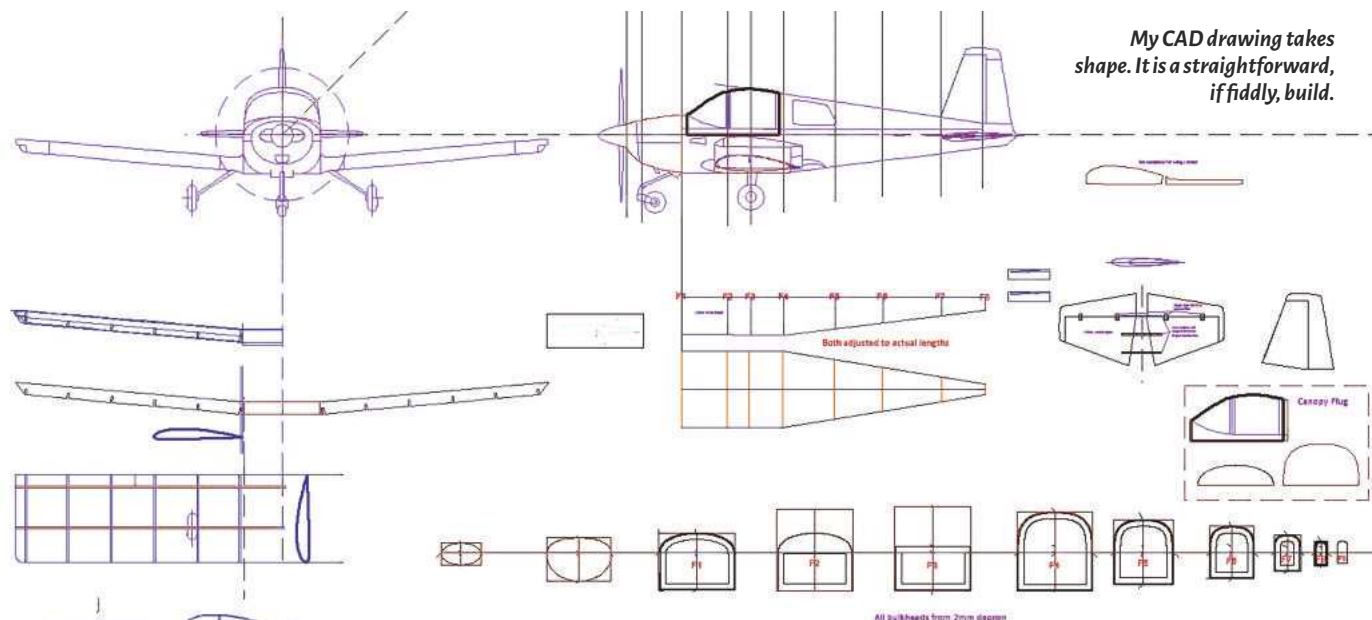 My CAD drawing takes
shape. It is a straightforward,
if fiddly, build.
F1 F2 F3 F4 F5 F6 F7 F8
Both adjusted to actual lengths
Canopy Plug
F1
F2
F3
F4
F5
F6
F7
All bulkheads from 2mm depron